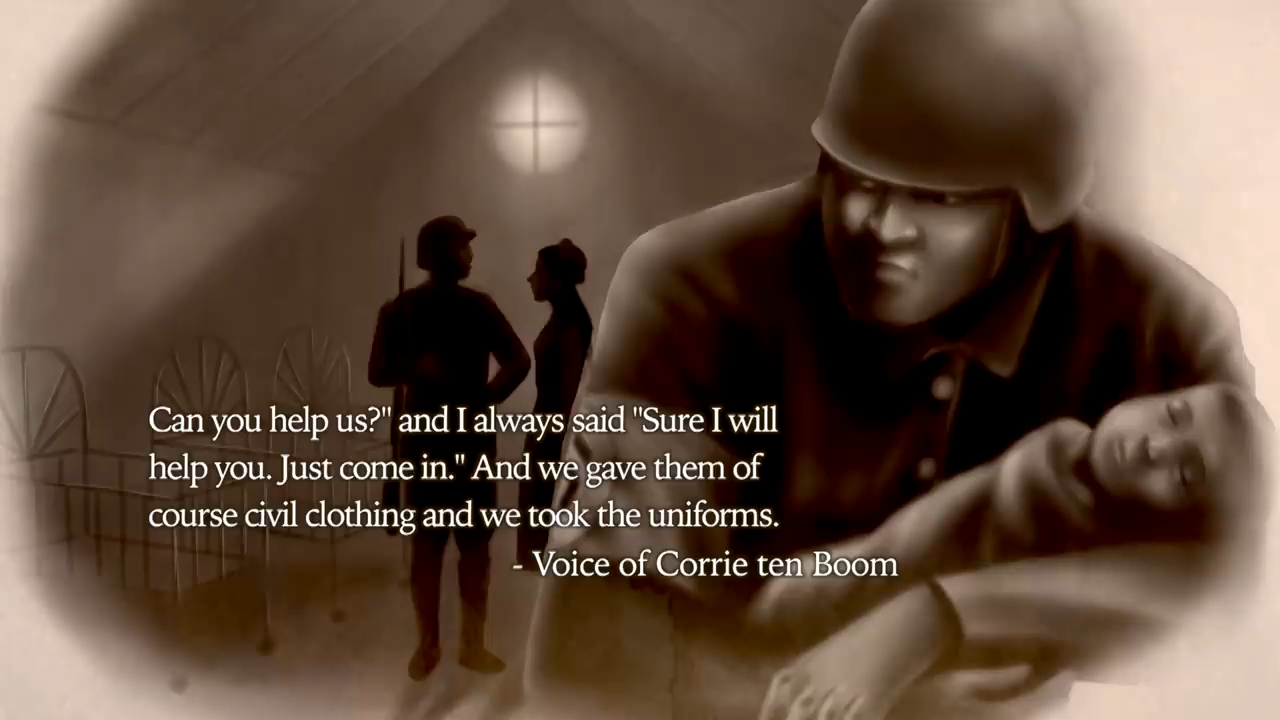 Can you help us?" and I always said "Sure I will
help you. Just come in." And we gave them of
course civil clothing and we took the uniforms.
- Voice of Corrie ten Boom